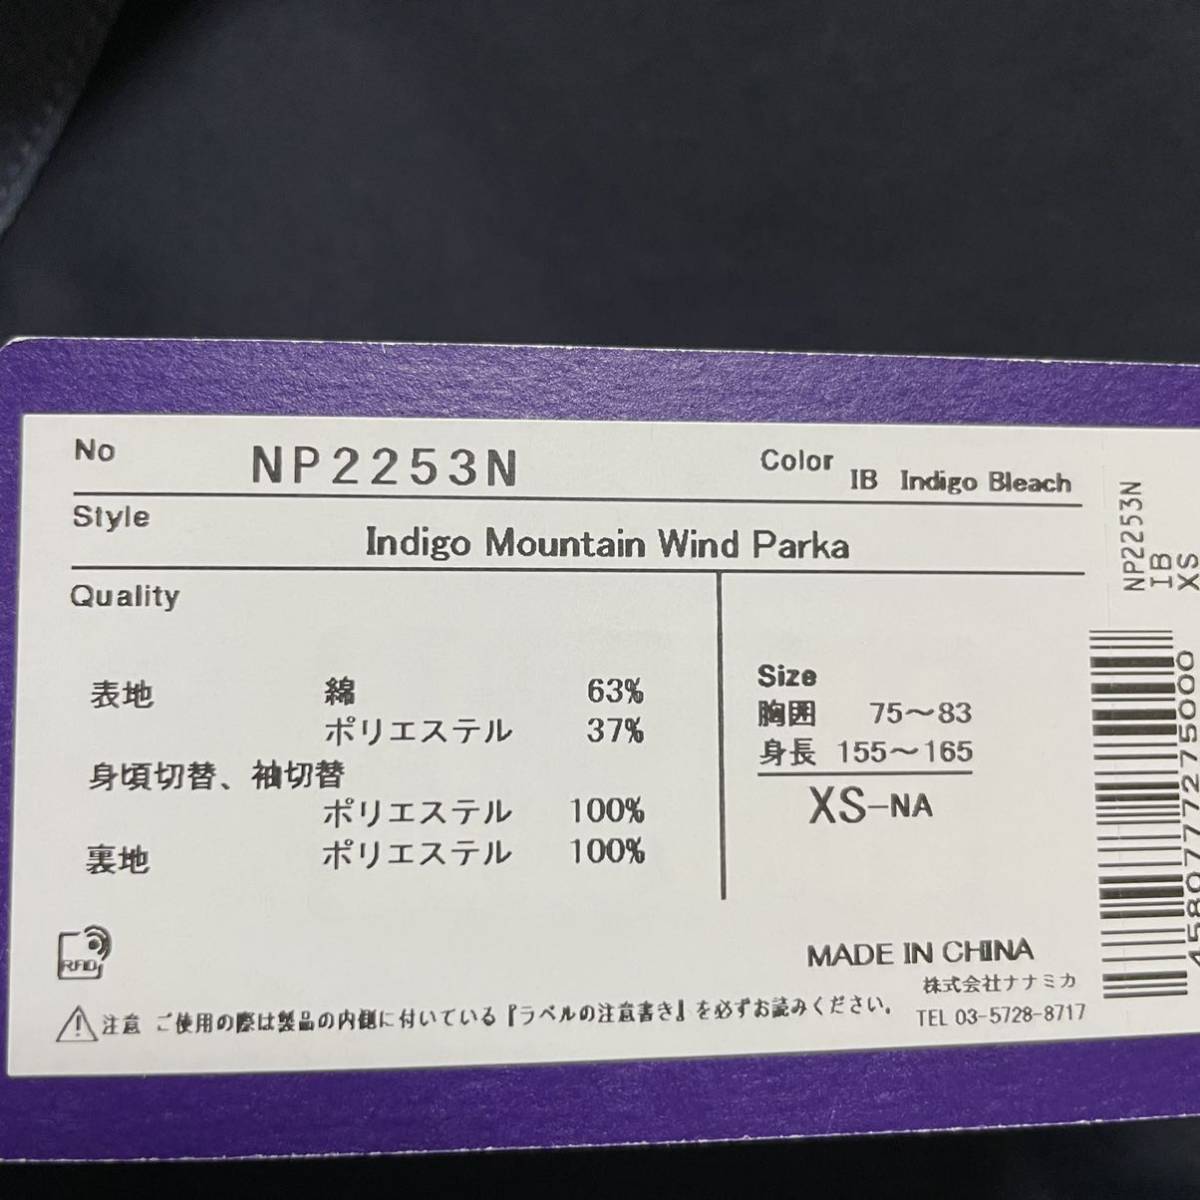 No NP2253N Color IB Indigo Bleach
Style Indigo Mountain Wind Parka
Quality
表地 綿 63%
ポリエステル 37%
身頃切替、袖切替
ポリエステル 100%
裏地 ポリエステル 100%
Size
胸囲 75〜83
身長 155〜165
XS-NA
RFID
MADE IN CHINA
株式会社ナナミカ
TEL 03-5728-8717
注意 ご使用の際は製品の内側に付いている『ラベルの注意書き』を必ずお読みください。
NP2253N
IB
XS
4580777275000